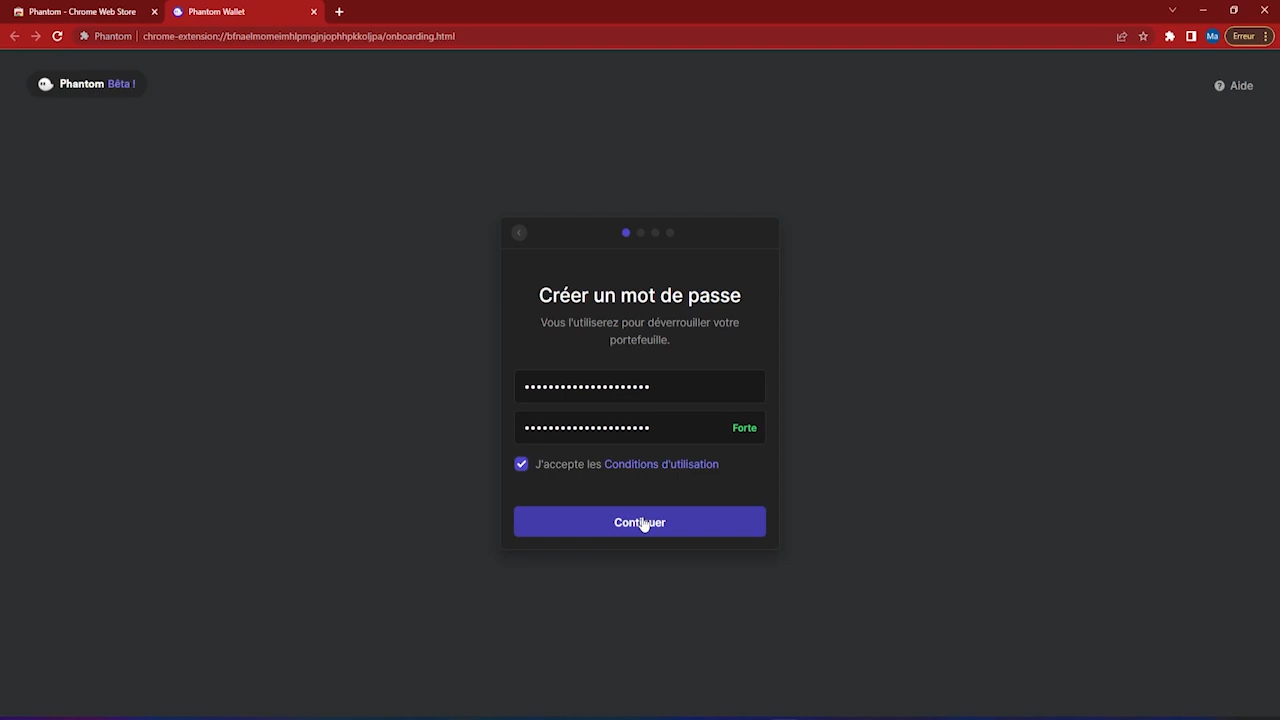 Phantom - Chrome Web Store
Phantom Wallet
Phantom chrome-extension://bfnaelmomeimhlpmgjnjophhpkkoljpa/onboarding.html
Ma
Erreur
Phantom Bêta !
Aide
Créer un mot de passe
Vous l'utiliserez pour déverrouiller votre
portefeuille.
Forte
J'accepte les Conditions d'utilisation
Continuer